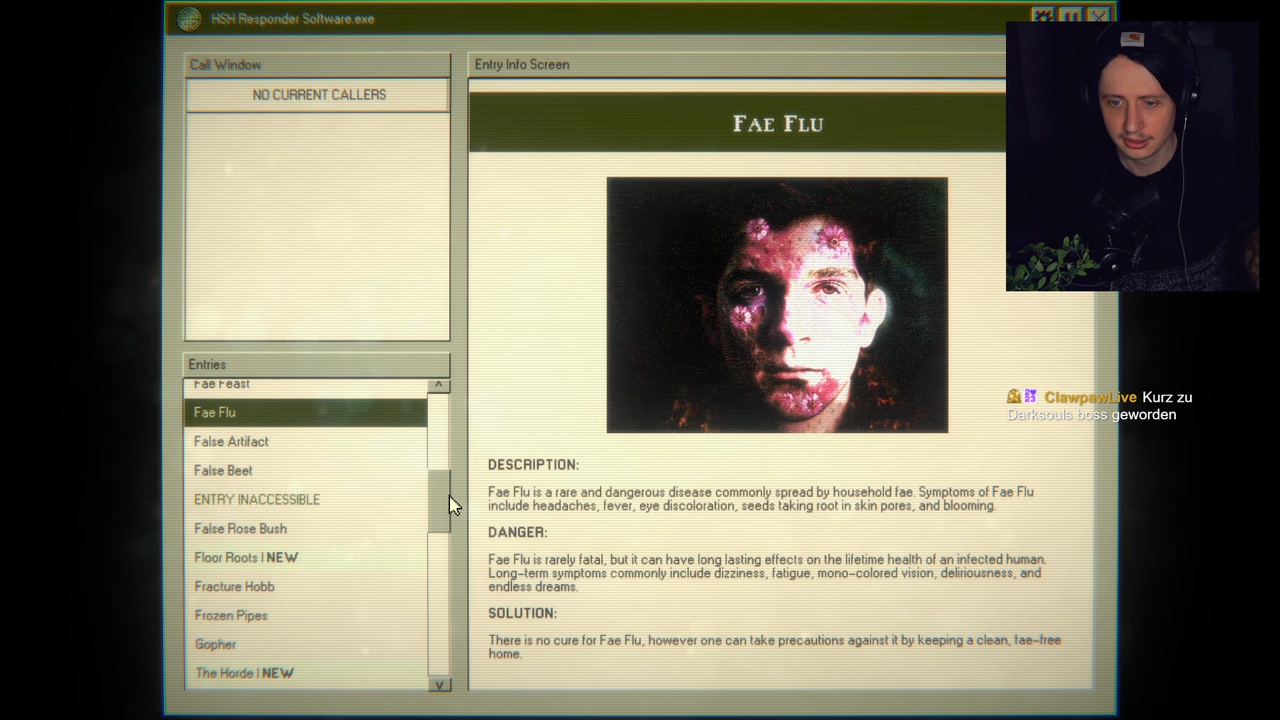 HSH Responder Software.exe
Call Window
NO CURRENT CALLERS
Entries
Fae Feast
Fae Flu
False Artifact
False Beet
ENTRY INACCESSIBLE
False Rose Bush
Floor Roots | NEW
Fracture Hobb
Frozen Pipes
Gopher
The Horde | NEW
Entry Info Screen
FAE FLU
DESCRIPTION:
Fae Flu is a rare and dangerous disease commonly spread by household fae. Symptoms of Fae Flu
include headaches, fever, eye discoloration, seeds taking root in skin pores, and blooming.
DANGER:
Fae Flu is rarely fatal, but it can have long lasting effects on the lifetime health of an infected human.
Long-term symptoms commonly include dizziness, fatigue, mono-colored vision, deliriousness, and
endless dreams.
SOLUTION:
There is no cure for Fae Flu, however one can take precautions against it by keeping a clean, fae-free
home.
ClawpawLive Kurz zu
Darksouls boss geworden